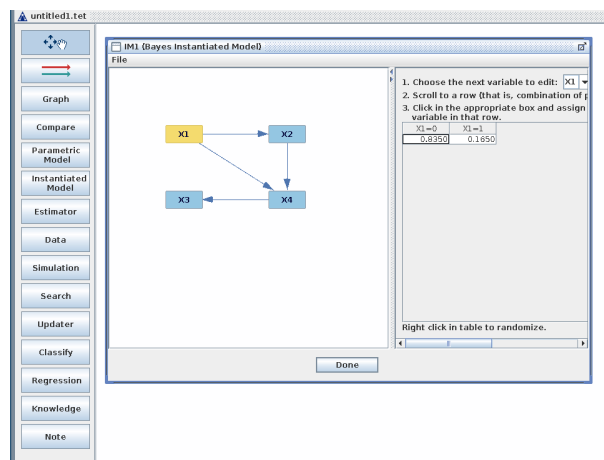 untitled1.tet
Graph
Compare
Parametric
Model
Instantiated
Model
Estimator
Data
Simulation
Search
Updater
Classify
Regression
Knowledge
Note
IM1 (Bayes Instantiated Model)
File
X1
X2
X3
X4
1. Choose the next variable to edit: X1
2. Scroll to a row (that is, combination of p
3. Click in the appropriate box and assign
variable in that row.
X1=0 X1=1
0.8350 0.1650
Right click in table to randomize.
Done